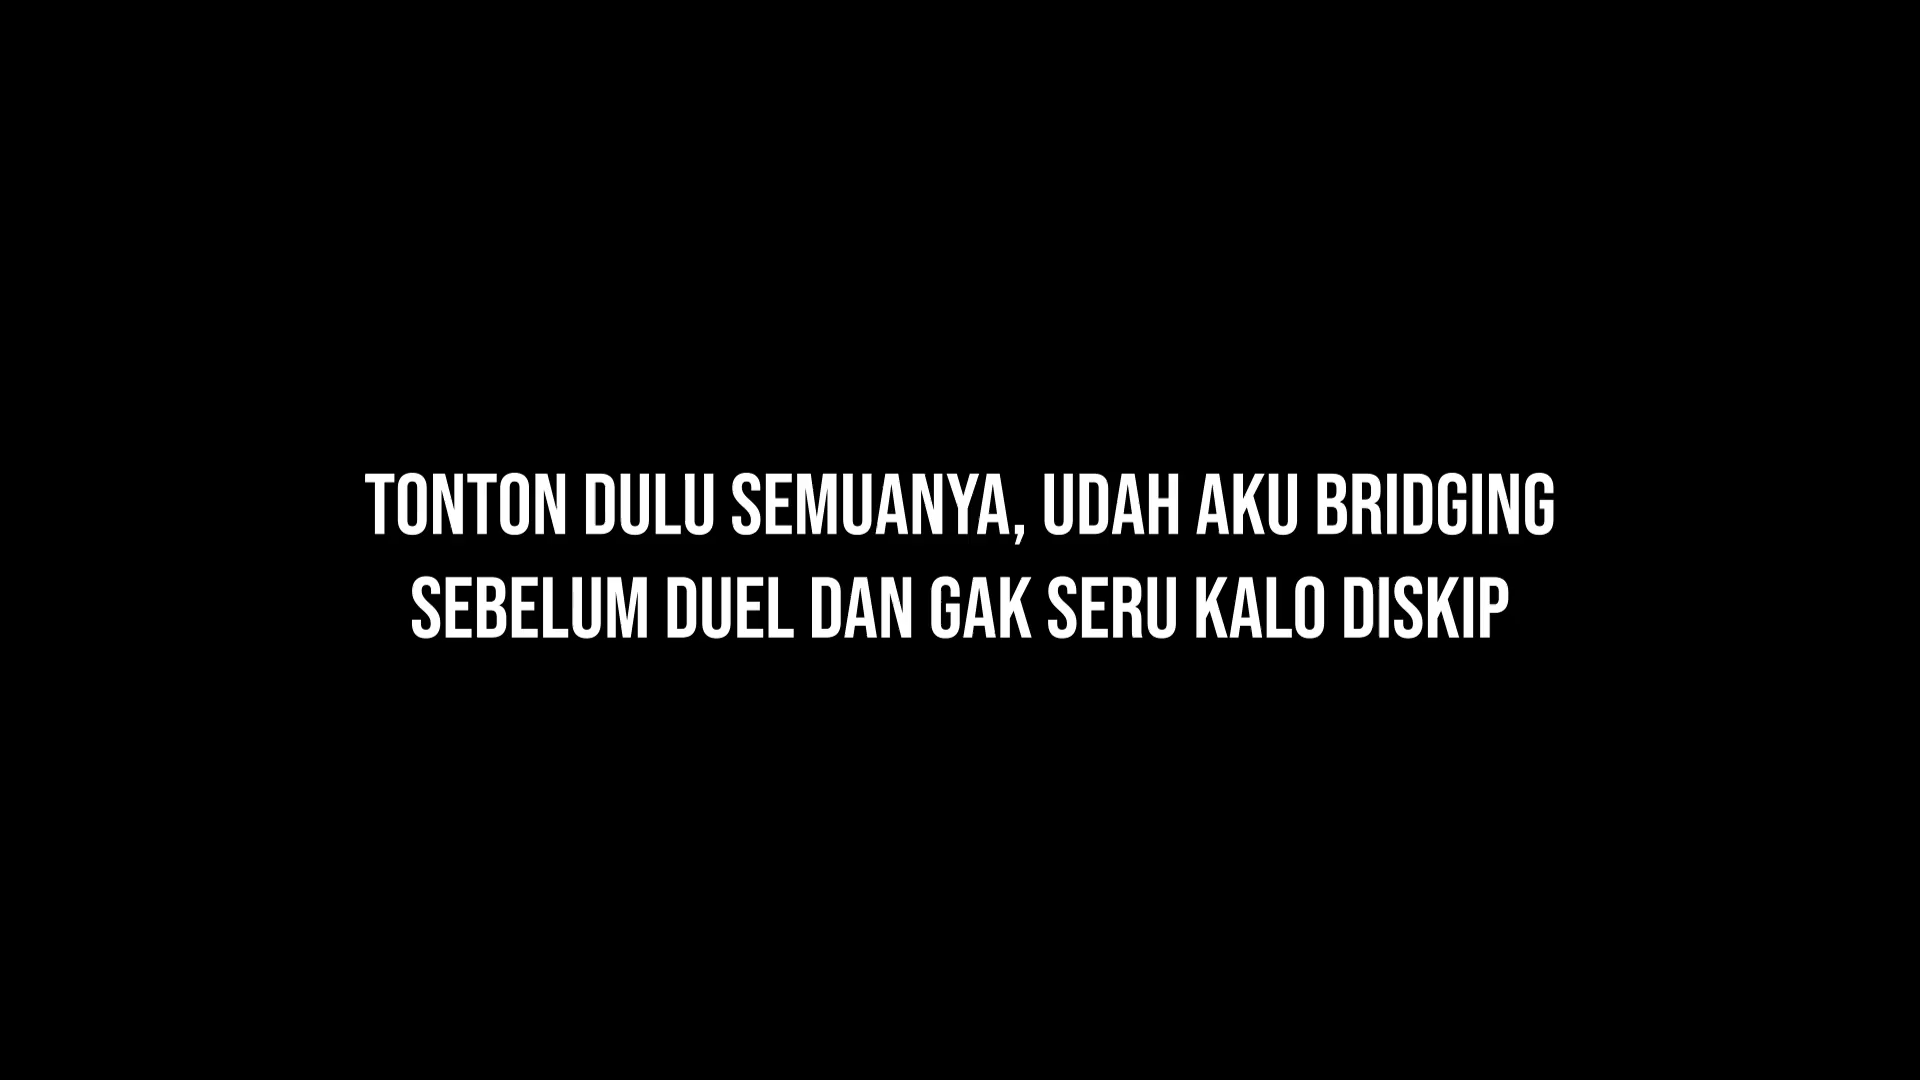 TONTON DULU SEMUANYA, UDAH AKU BRIDGING
SEBELUM DUEL DAN GAK SERU KALO DISKIP